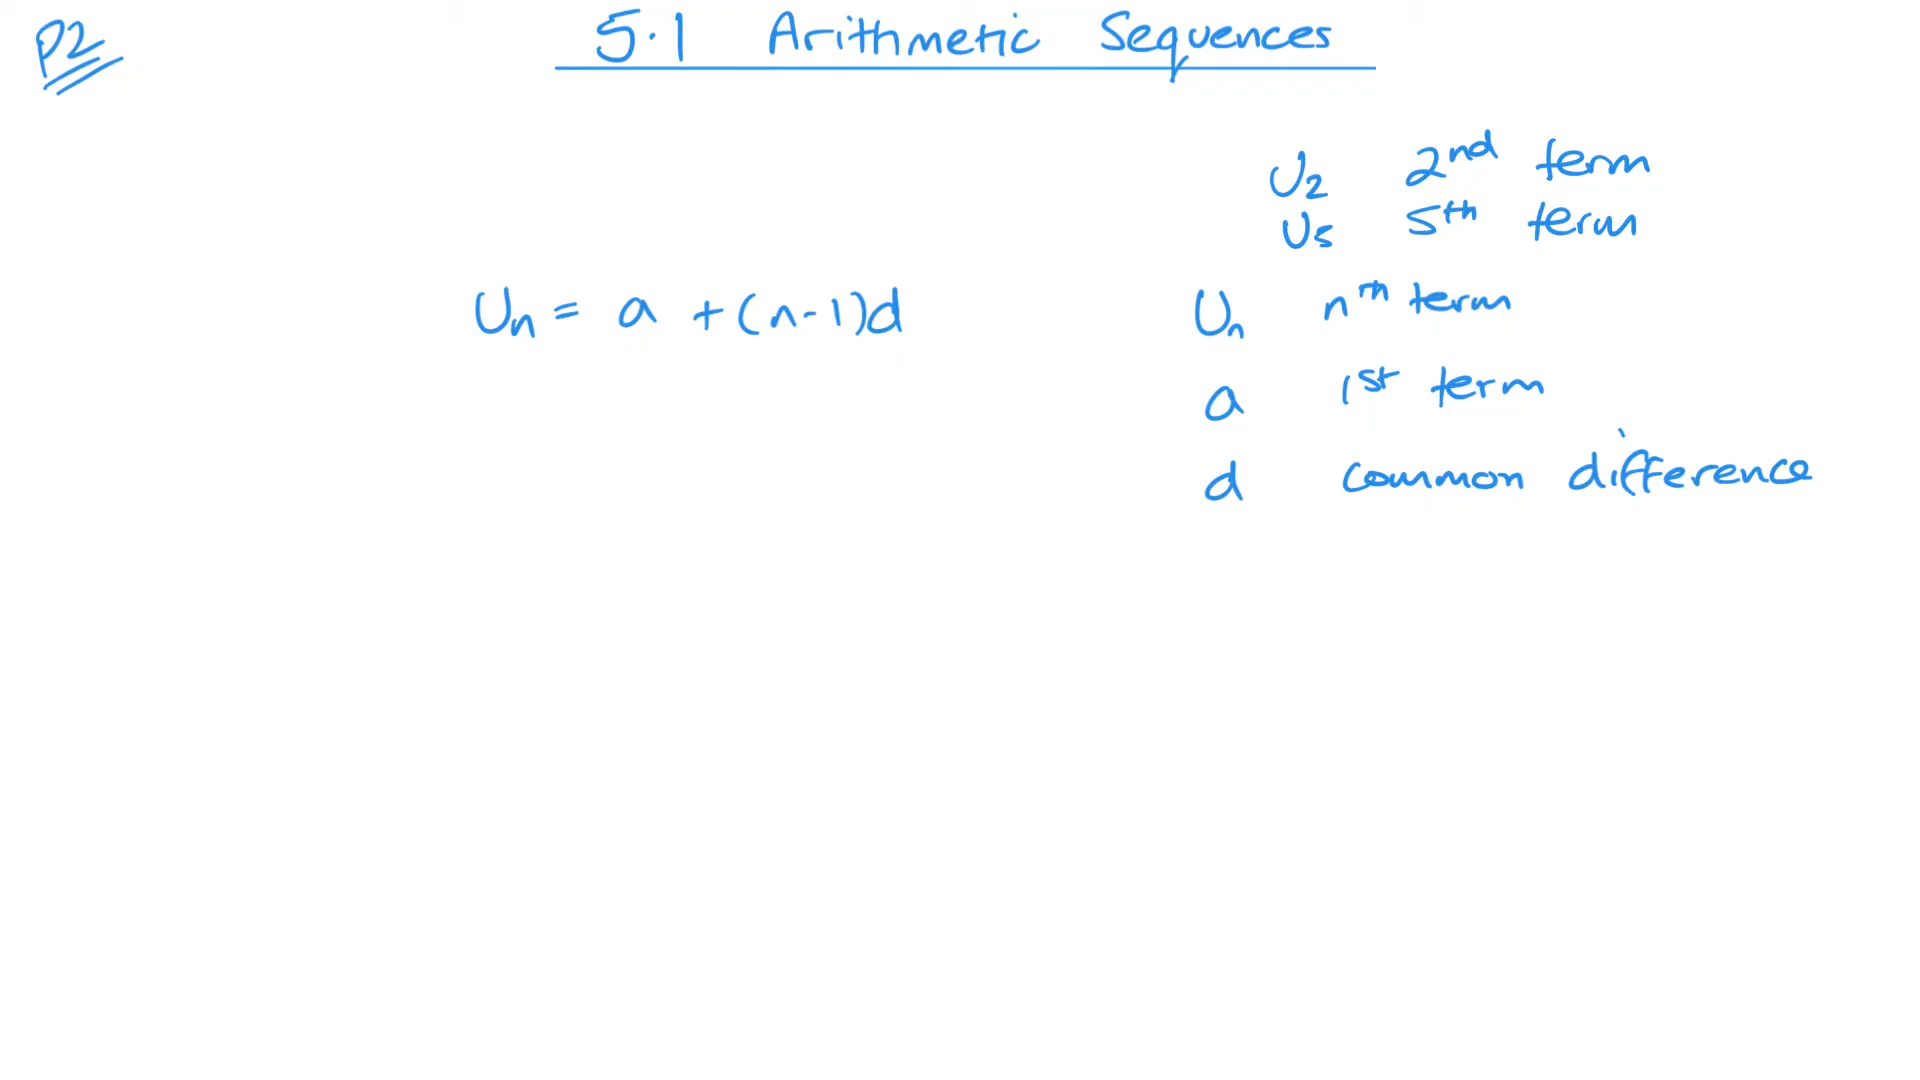 P2
5.1 Arithmetic Sequences
U₂ 2ⁿᵈ term
U₅ 5ᵗʰ term
Uₙ = a + (n-1)d
Uₙ nᵗʰ term
a 1ˢᵗ term
d common difference